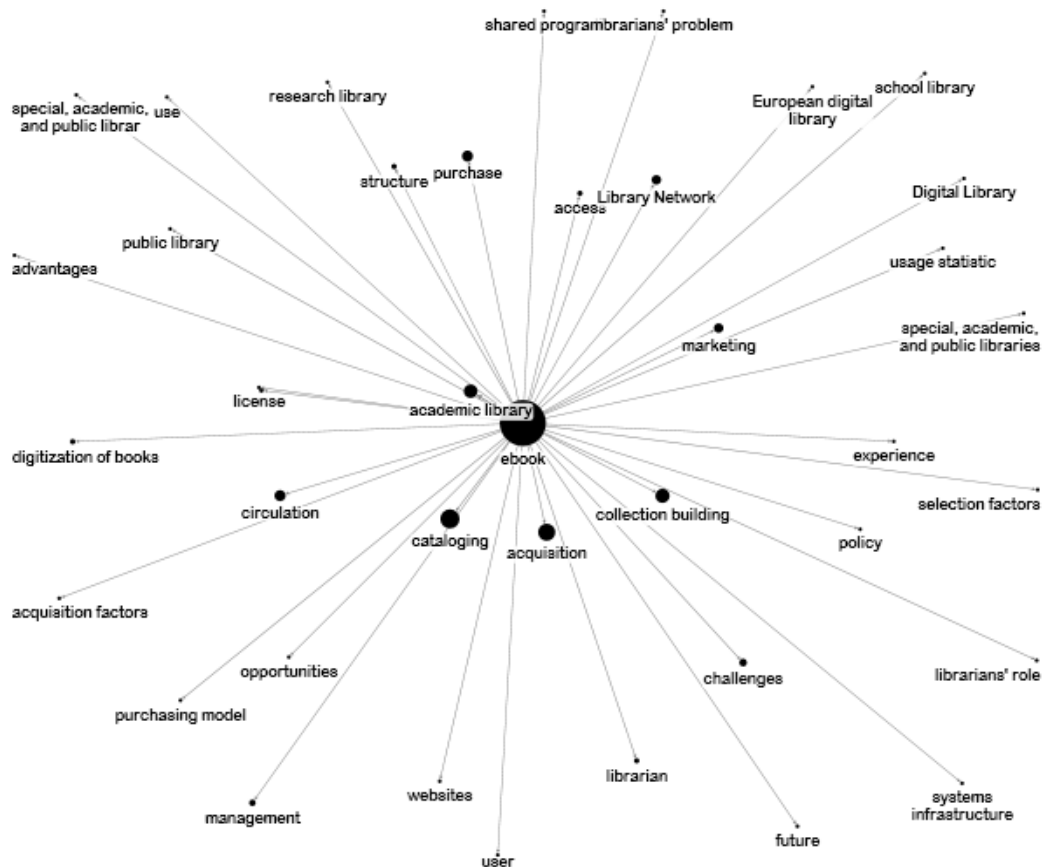 shared program
brarians' problem
research library
special, academic,
and public librar
use
European digital
library
school library
structure
purchase
access
Library Network
Digital Library
public library
advantages
usage statistic
marketing
special, academic,
and public libraries
license
academic library
digitization of books
ebook
experience
circulation
cataloging
acquisition
collection building
selection factors
policy
acquisition factors
opportunities
purchasing model
challenges
librarians' role
management
websites
librarian
systems
infrastructure
future
user